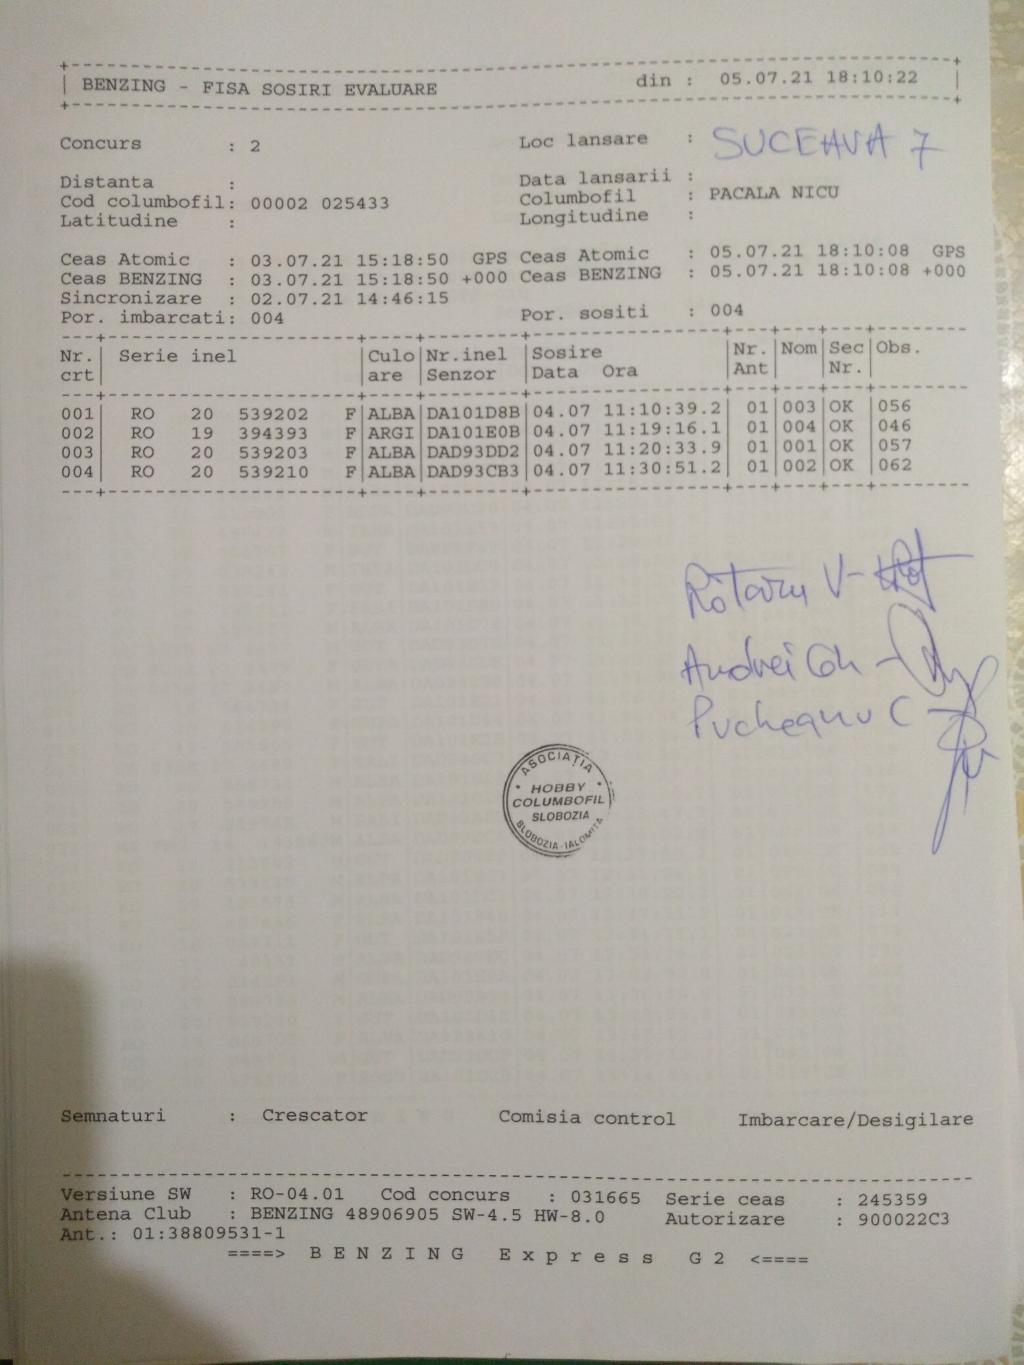 BENZING - FISA SOSIRI EVALUARE din : 05.07.21 18:10:22
Concurs : 2 Loc lansare : SUCEAVA 7
Distanta : Data lansarii :
Cod columbofil: 00002 025433 Columbofil : PACALA NICU
Latitudine : Longitudine :
Ceas Atomic : 03.07.21 15:18:50 GPS Ceas Atomic : 05.07.21 18:10:08 GPS
Ceas BENZING : 03.07.21 15:18:50 +000 Ceas BENZING : 05.07.21 18:10:08 +000
Sincronizare : 02.07.21 14:46:15
Por. imbarcati: 004 Por. sositi : 004
Nr. | Serie inel | Culo | Nr.inel | Sosire | Nr. | Nom | Sec | Obs.
crt | | are | Senzor | Data Ora | Ant | | Nr. |
001 | RO 20 539202 F | ALBA | DA101D8B | 04.07 11:10:39.2 | 01 | 003 | OK | 056
002 | RO 19 394393 F | ARGI | DA101E0B | 04.07 11:19:16.1 | 01 | 004 | OK | 046
003 | RO 20 539203 F | ALBA | DAD93DD2 | 04.07 11:20:33.9 | 01 | 001 | OK | 057
004 | RO 20 539210 F | ALBA | DAD93CB3 | 04.07 11:30:51.2 | 01 | 002 | OK | 062
Rotaru V-
Andrei Gh -
Pucheanu C -
ASOCIAŢIA
HOBBY
COLUMBOFIL
SLOBOZIA
SLOBOZIA-IALOMITA
Semnaturi : Crescator Comisia control Imbarcare/Desigilare
Versiune SW : RO-04.01 Cod concurs : 031665 Serie ceas : 245359
Antena Club : BENZING 48906905 SW-4.5 HW-8.0 Autorizare : 900022C3
Ant.: 01:38809531-1
====> B E N Z I N G E x p r e s s G 2 <====